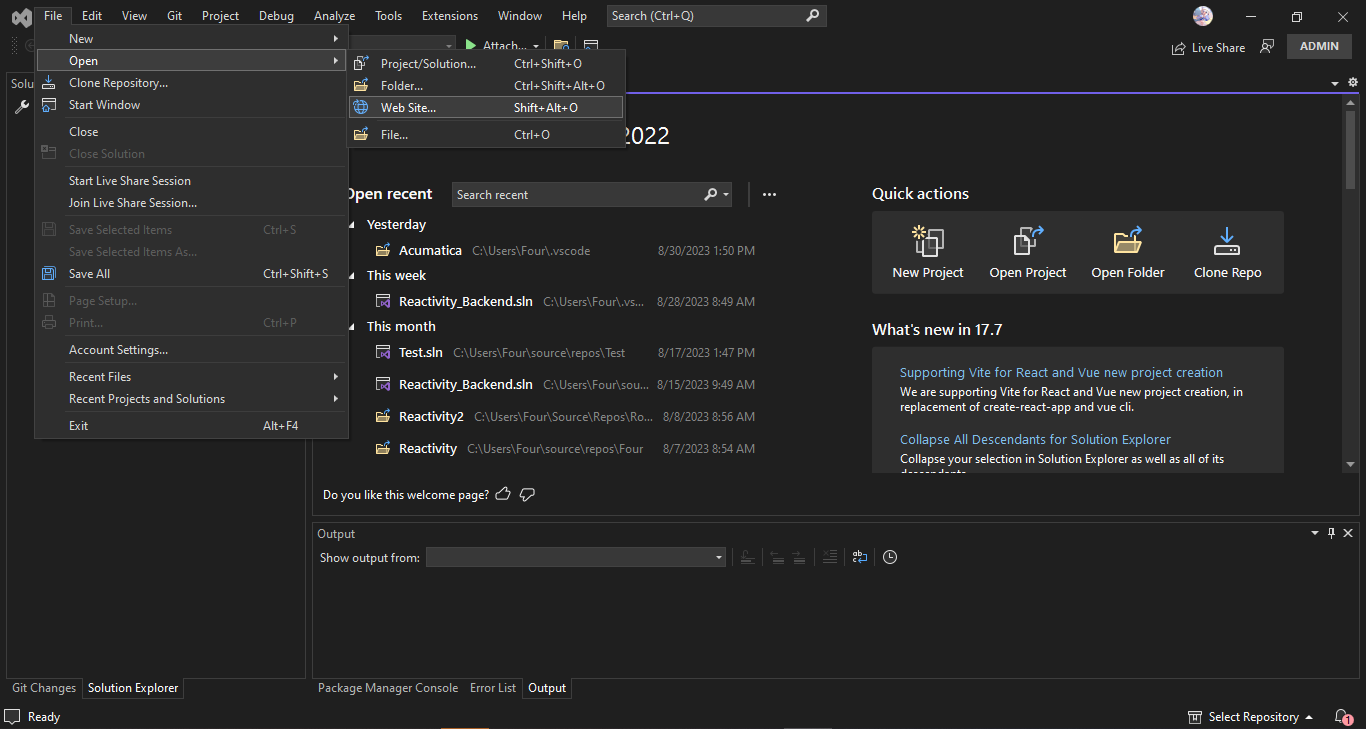 File Edit View Git Project Debug Analyze Tools Extensions Window Help Search (Ctrl+Q)
Attach...
Live Share
ADMIN
Solu
New
Open
Clone Repository...
Start Window
Close
Close Solution
Start Live Share Session
Join Live Share Session...
Save Selected Items Ctrl+S
Save Selected Items As...
Save All Ctrl+Shift+S
Page Setup...
Print... Ctrl+P
Account Settings...
Recent Files
Recent Projects and Solutions
Exit Alt+F4
Project/Solution... Ctrl+Shift+O
Folder... Ctrl+Shift+Alt+O
Web Site... Shift+Alt+O
File... Ctrl+O
2022
Open recent
Search recent
Yesterday
Acumatica C:\Users\Four\.vscode 8/30/2023 1:50 PM
This week
Reactivity_Backend.sln C:\Users\Four\.vs... 8/28/2023 8:49 AM
This month
Test.sln C:\Users\Four\source\repos\Test 8/17/2023 1:47 PM
Reactivity_Backend.sln C:\Users\Four\sou... 8/15/2023 9:49 AM
Reactivity2 C:\Users\Four\Source\Repos\Ro... 8/8/2023 8:56 AM
Reactivity C:\Users\Four\source\repos\Four 8/7/2023 8:54 AM
Quick actions
New Project Open Project Open Folder Clone Repo
What's new in 17.7
Supporting Vite for React and Vue new project creation
We are supporting Vite for React and Vue new project creation, in
replacement of create-react-app and vue cli.
Collapse All Descendants for Solution Explorer
Collapse your selection in Solution Explorer as well as all of its
descendants
Do you like this welcome page?
Output
Show output from:
Git Changes Solution Explorer
Package Manager Console Error List Output
Ready
Select Repository
1